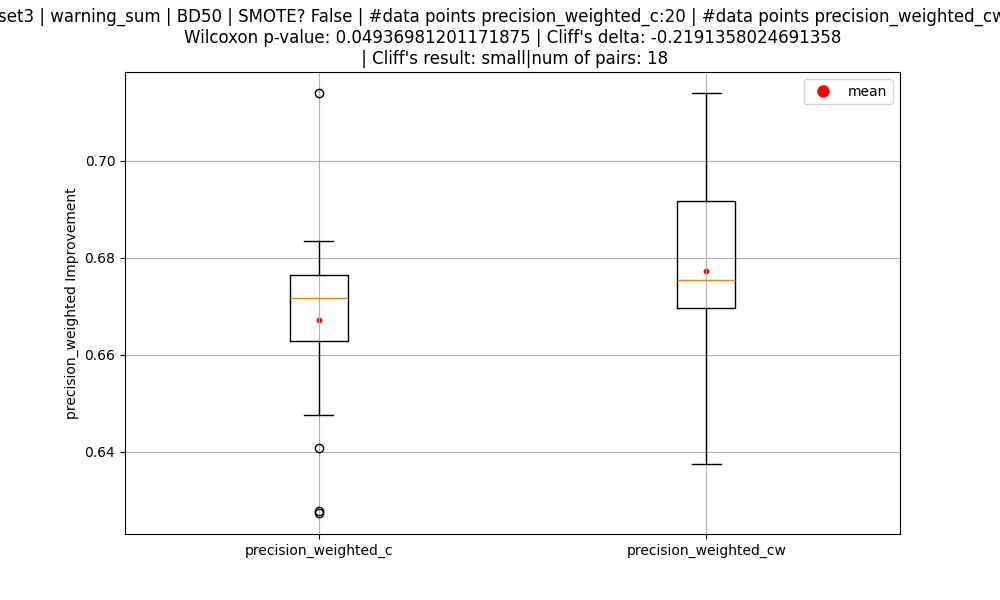 set3 | warning_sum | BD50 | SMOTE? False | #data points precision_weighted_c:20 | #data points precision_weighted_cw
Wilcoxon p-value: 0.04936981201171875 | Cliff's delta: -0.2191358024691358
| Cliff's result: small|num of pairs: 18
mean
precision_weighted Improvement
0.70
0.68
0.66
0.64
precision_weighted_c
precision_weighted_cw